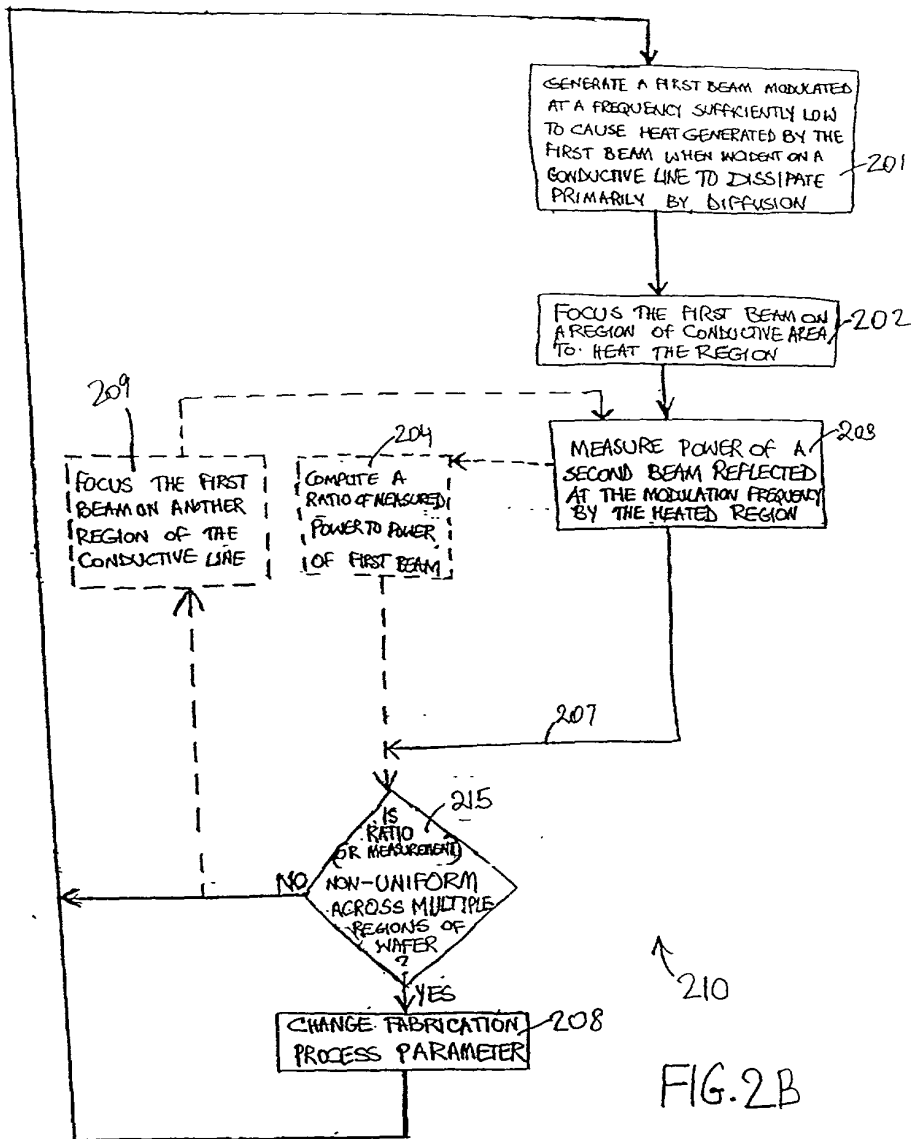 GENERATE A FIRST BEAM MODULATED
AT A FREQUENCY SUFFICIENTLY LOW
TO CAUSE HEAT GENERATED BY THE
FIRST BEAM WHEN INCIDENT ON A
CONDUCTIVE LINE TO DISSIPATE
PRIMARILY BY DIFFUSION
201
FOCUS THE FIRST BEAM ON
A REGION OF CONDUCTIVE AREA
TO HEAT THE REGION
202
209
FOCUS THE FIRST
BEAM ON ANOTHER
REGION OF THE
CONDUCTIVE LINE
204
COMPUTE A
RATIO OF MEASURED
POWER TO POWER
OF FIRST BEAM
203
MEASURE POWER OF A
SECOND BEAM REFLECTED
AT THE MODULATION FREQUENCY
BY THE HEATED REGION
207
215
IS
RATIO
(OR MEASUREMENT)
NON-UNIFORM
ACROSS MULTIPLE
REGIONS OF
WAFER
?
NO
YES
CHANGE FABRICATION
PROCESS PARAMETER
208
210
FIG. 2B